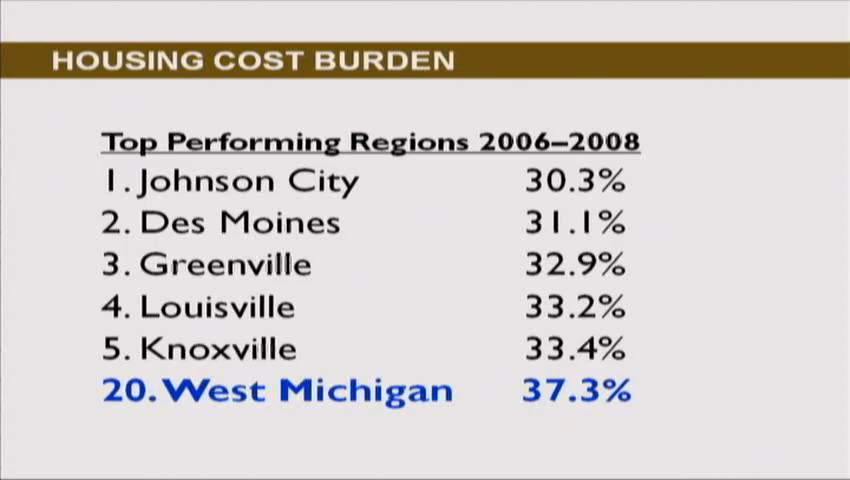 HOUSING COST BURDEN
Top Performing Regions 2006–2008
1. Johnson City 30.3%
2. Des Moines 31.1%
3. Greenville 32.9%
4. Louisville 33.2%
5. Knoxville 33.4%
20. West Michigan 37.3%